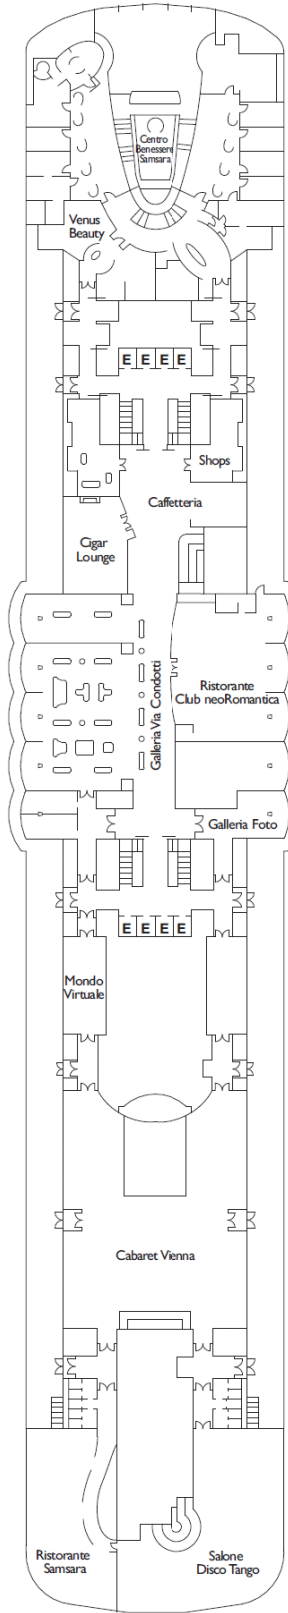 Centro
Benessere
Samsara
Venus
Beauty
E E E E
Shops
Caffetteria
Cigar
Lounge
Galleria Via Condotti
Ristorante
Club neoRomantica
Galleria Foto
E E E E
Mondo
Virtuale
Cabaret Vienna
Ristorante
Samsara
Salone
Disco Tango